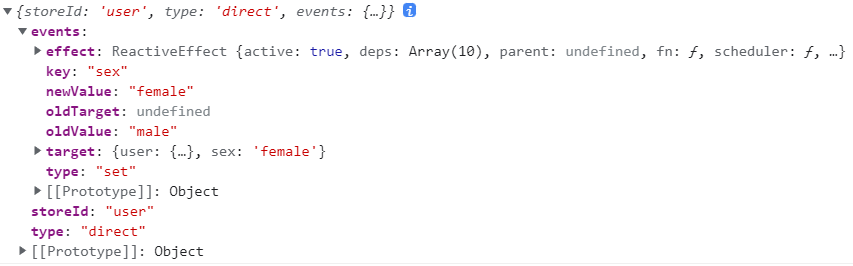 ▼{storeId: 'user', type: 'direct', events: {…}} i
▼events:
▶effect: ReactiveEffect {active: true, deps: Array(10), parent: undefined, fn: ƒ, scheduler: ƒ, …}
key: "sex"
newValue: "female"
oldTarget: undefined
oldValue: "male"
▶target: {user: {…}, sex: 'female'}
type: "set"
▶[[Prototype]]: Object
storeId: "user"
type: "direct"
▶[[Prototype]]: Object